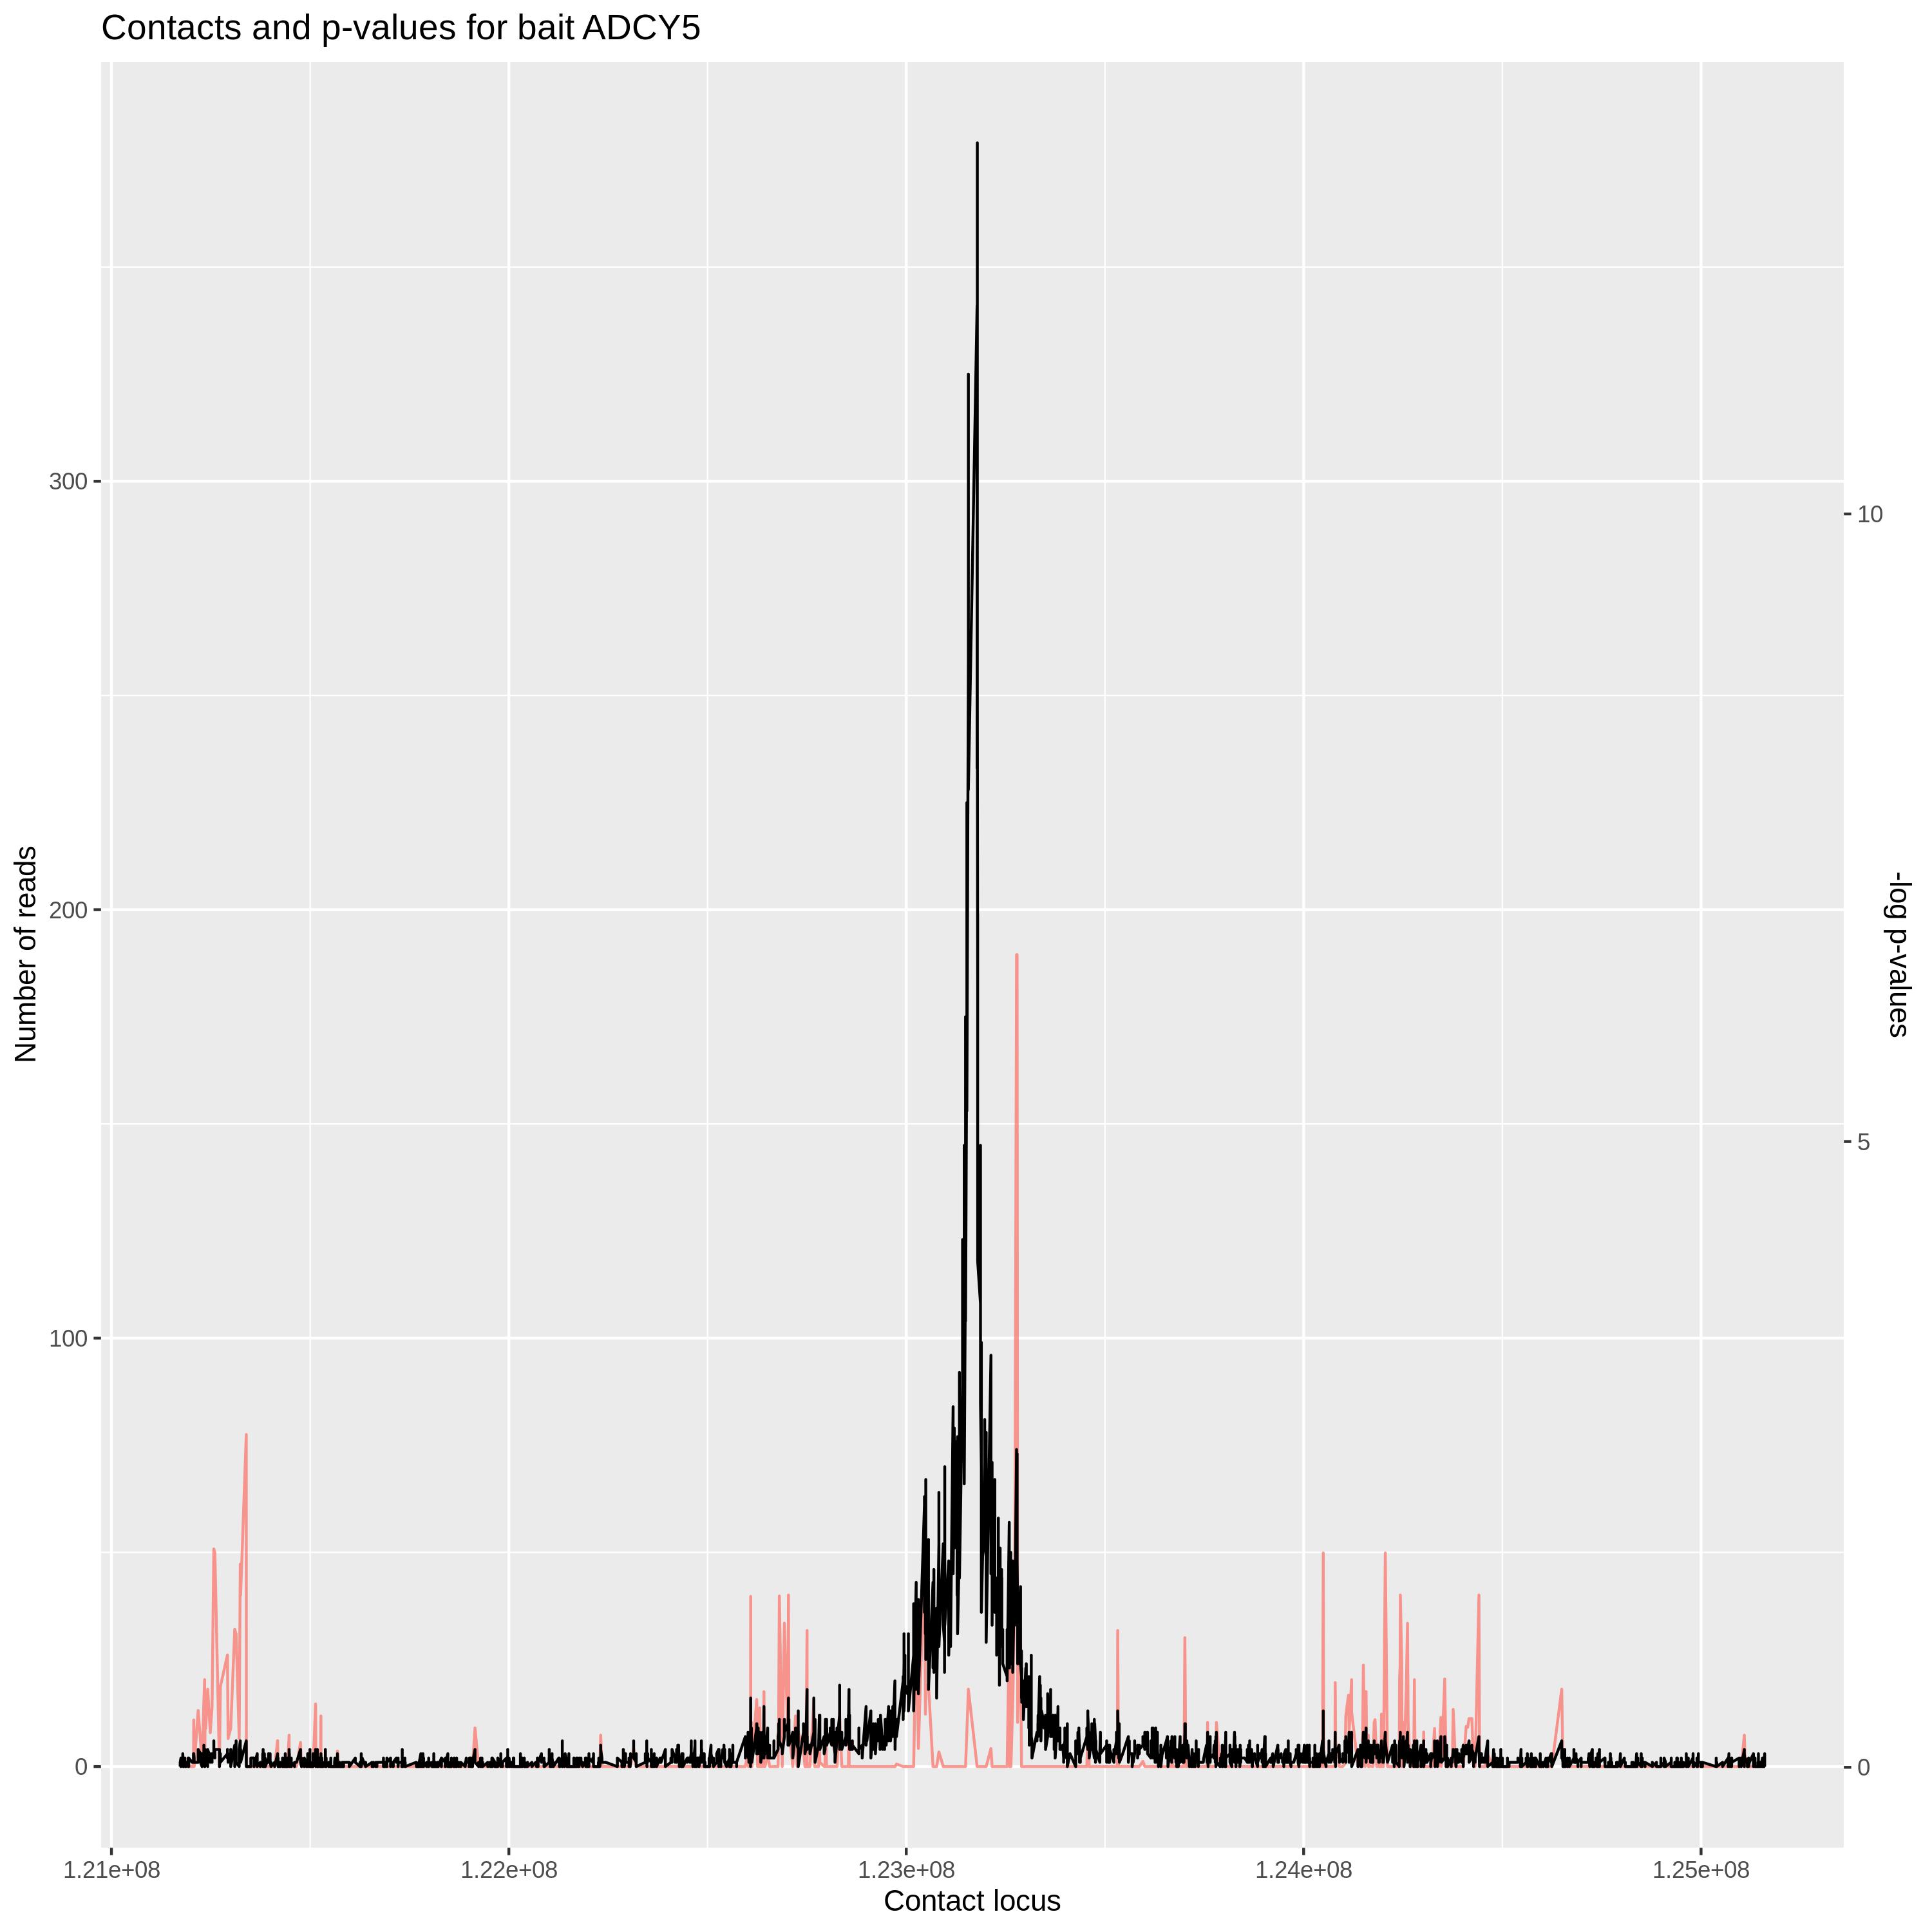 Contacts and p-values for bait ADCY5
300
200
100
0
Number of reads
10
5
0
-log p-values
1.21e+08 1.22e+08 1.23e+08 1.24e+08 1.25e+08
Contact locus